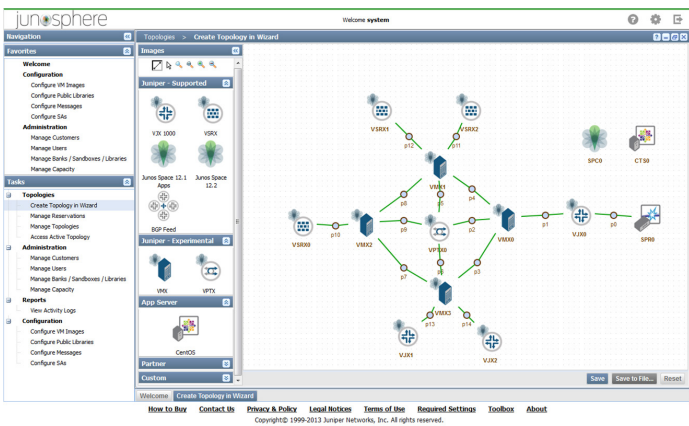 junosphere
Welcome system
Navigation
Topologies > Create Topology in Wizard
Favorites
Welcome
Configuration
Configure VM Images
Configure Public Libraries
Configure Messages
Configure SAs
Administration
Manage Customers
Manage Users
Manage Banks / Sandboxes / Libraries
Manage Capacity
Tasks
Topologies
Create Topology in Wizard
Manage Reservations
Manage Topologies
Access Active Topology
Administration
Manage Customers
Manage Users
Manage Banks / Sandboxes / Libraries
Manage Capacity
Reports
View Activity Logs
Configuration
Configure VM Images
Configure Public Libraries
Configure Messages
Configure SAs
Images
Juniper - Supported
VJX 1000 VSRX
Junos Space 12.1 Apps
Junos Space 12.2
BGP Feed
Juniper - Experimental
VMX VPTX
App Server
CentOS
Partner
Custom
VSRX1 VSRX2
p12 p11
VMX1
SPC0 CTS0
p8 p4
VSRX0 p10 VMX2 p9 VPTX0 p2 VMX0 p1 VJX0 p0 SPR0
p7 p3
VMX3
p13 p14
VJX1 VJX2
Save Save to File... Reset
Welcome Create Topology in Wizard
How to Buy Contact Us Privacy & Policy Legal Notices Terms of Use Required Settings Toolbox About
Copyright© 1999-2013 Juniper Networks, Inc. All rights reserved.